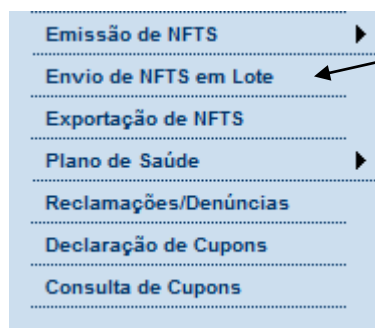 Emissão de NFTS
Envio de NFTS em Lote
Exportação de NFTS
Plano de Saúde
Reclamações/Denúncias
Declaração de Cupons
Consulta de Cupons